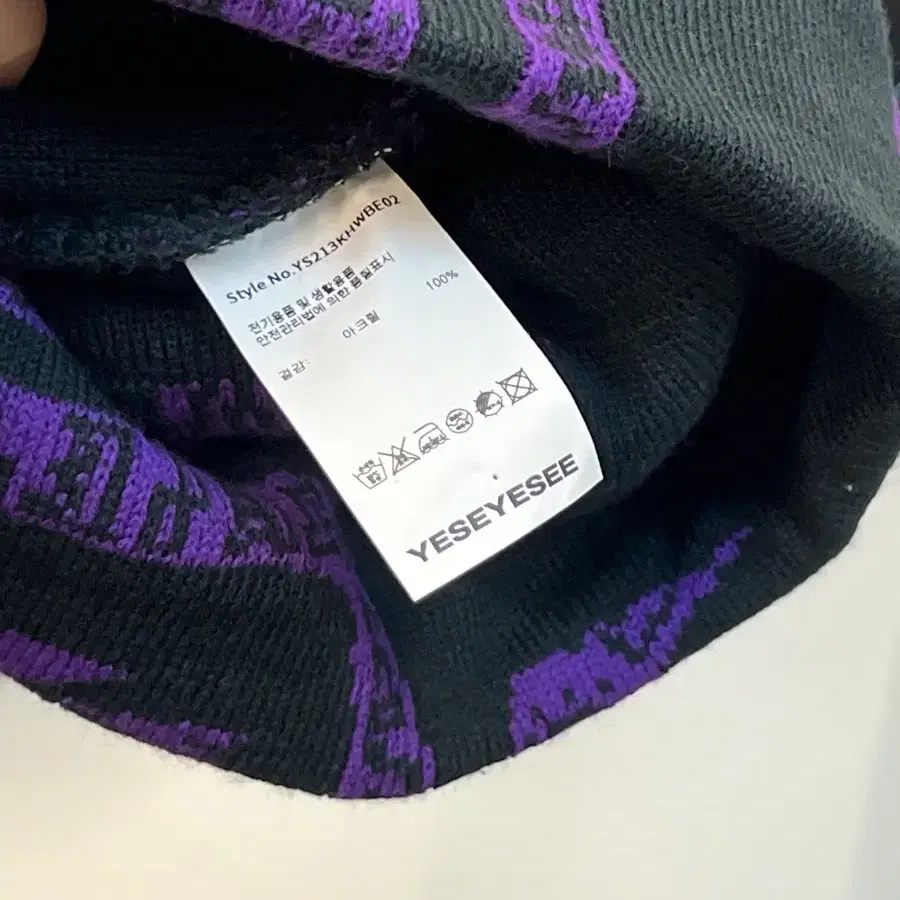 Style No.YS213KHWBE02
전기용품 및 생활용품
안전관리법에 의한 품질표시
겉감: 아크릴 100%
YESEYESEE